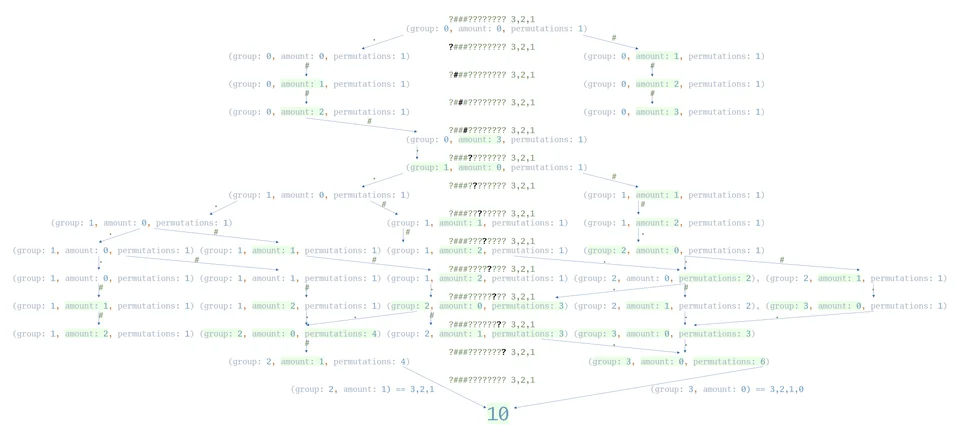 ?###???????? 3,2,1
(group: 0, amount: 0, permutations: 1)
. #
?###???????? 3,2,1
(group: 0, amount: 0, permutations: 1) (group: 0, amount: 1, permutations: 1)
# #
?###???????? 3,2,1
(group: 0, amount: 1, permutations: 1) (group: 0, amount: 2, permutations: 1)
# #
?###???????? 3,2,1
(group: 0, amount: 2, permutations: 1) (group: 0, amount: 3, permutations: 1)
#
?###???????? 3,2,1
(group: 0, amount: 3, permutations: 1)
.
?###???????? 3,2,1
(group: 1, amount: 0, permutations: 1)
. #
?###???????? 3,2,1
(group: 1, amount: 0, permutations: 1) (group: 1, amount: 1, permutations: 1)
. # #
?###???????? 3,2,1
(group: 1, amount: 0, permutations: 1) (group: 1, amount: 1, permutations: 1) (group: 1, amount: 2, permutations: 1)
. # # .
?###???????? 3,2,1
(group: 1, amount: 0, permutations: 1) (group: 1, amount: 1, permutations: 1) (group: 1, amount: 2, permutations: 1) (group: 2, amount: 0, permutations: 1)
. # # . . #
?###???????? 3,2,1
(group: 1, amount: 0, permutations: 1) (group: 1, amount: 1, permutations: 1) (group: 1, amount: 2, permutations: 1) (group: 2, amount: 0, permutations: 2), (group: 2, amount: 1, permutations: 1)
# # . . # .
?###???????? 3,2,1
(group: 1, amount: 1, permutations: 1) (group: 1, amount: 2, permutations: 1) (group: 2, amount: 0, permutations: 3) (group: 2, amount: 1, permutations: 2), (group: 3, amount: 0, permutations: 1)
# . . # . .
?###???????? 3,2,1
(group: 1, amount: 2, permutations: 1) (group: 2, amount: 0, permutations: 4) (group: 2, amount: 1, permutations: 3) (group: 3, amount: 0, permutations: 3)
# . .
?###???????? 3,2,1
(group: 2, amount: 1, permutations: 4) (group: 3, amount: 0, permutations: 6)
?###???????? 3,2,1
(group: 2, amount: 1) == 3,2,1 (group: 3, amount: 0) == 3,2,1,0
10